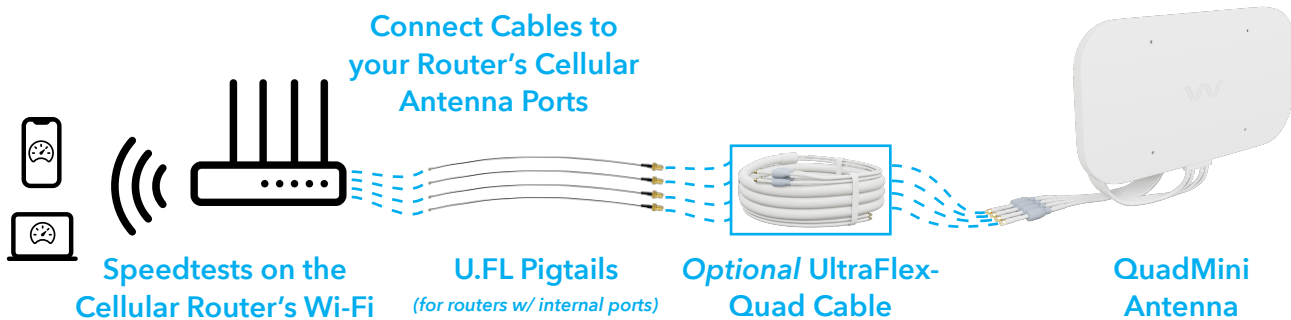 Connect Cables to
your Router's Cellular
Antenna Ports
Speedtests on the
Cellular Router's Wi-Fi
U.FL Pigtails
(for routers w/ internal ports)
Optional UltraFlex-
Quad Cable
QuadMini
Antenna